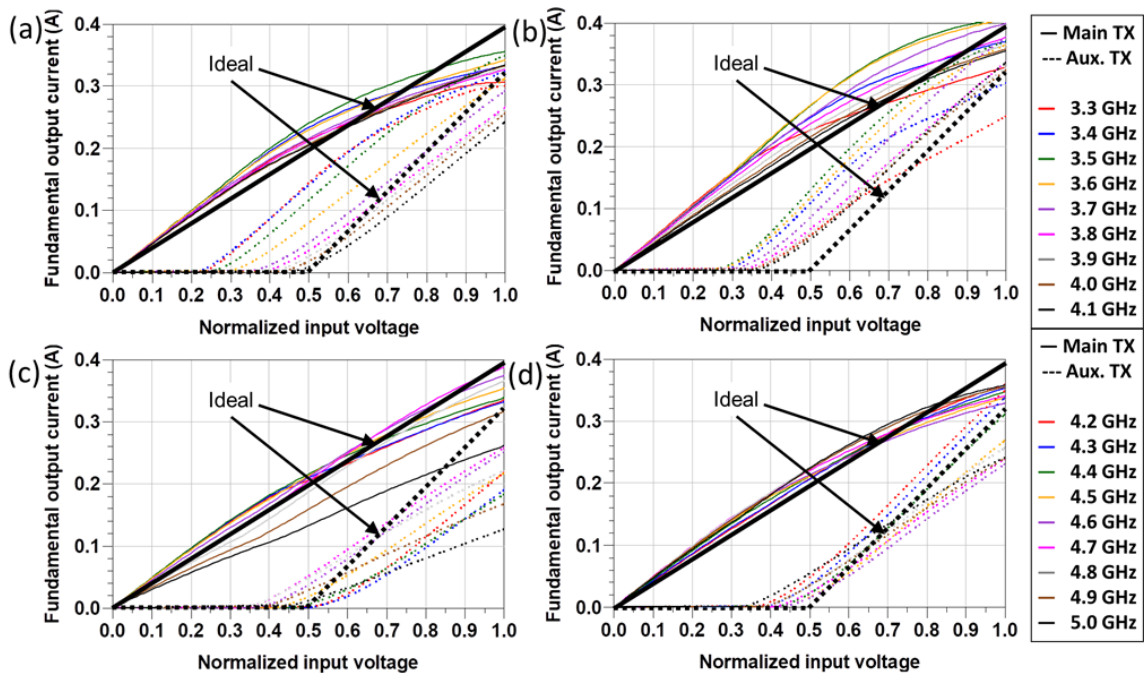 (a)
Fundamental output current (A)
0.4
0.3
0.2
0.1
0.0
Ideal
0.0 0.1 0.2 0.3 0.4 0.5 0.6 0.7 0.8 0.9 1.0
Normalized input voltage
(b)
Fundamental output current (A)
0.4
0.3
0.2
0.1
0.0
Ideal
0.0 0.1 0.2 0.3 0.4 0.5 0.6 0.7 0.8 0.9 1.0
Normalized input voltage
Main TX
Aux. TX
3.3 GHz
3.4 GHz
3.5 GHz
3.6 GHz
3.7 GHz
3.8 GHz
3.9 GHz
4.0 GHz
4.1 GHz
(c)
Fundamental output current (A)
0.4
0.3
0.2
0.1
0.0
Ideal
0.0 0.1 0.2 0.3 0.4 0.5 0.6 0.7 0.8 0.9 1.0
Normalized input voltage
(d)
Fundamental output current (A)
0.4
0.3
0.2
0.1
0.0
Ideal
0.0 0.1 0.2 0.3 0.4 0.5 0.6 0.7 0.8 0.9 1.0
Normalized input voltage
Main TX
Aux. TX
4.2 GHz
4.3 GHz
4.4 GHz
4.5 GHz
4.6 GHz
4.7 GHz
4.8 GHz
4.9 GHz
5.0 GHz